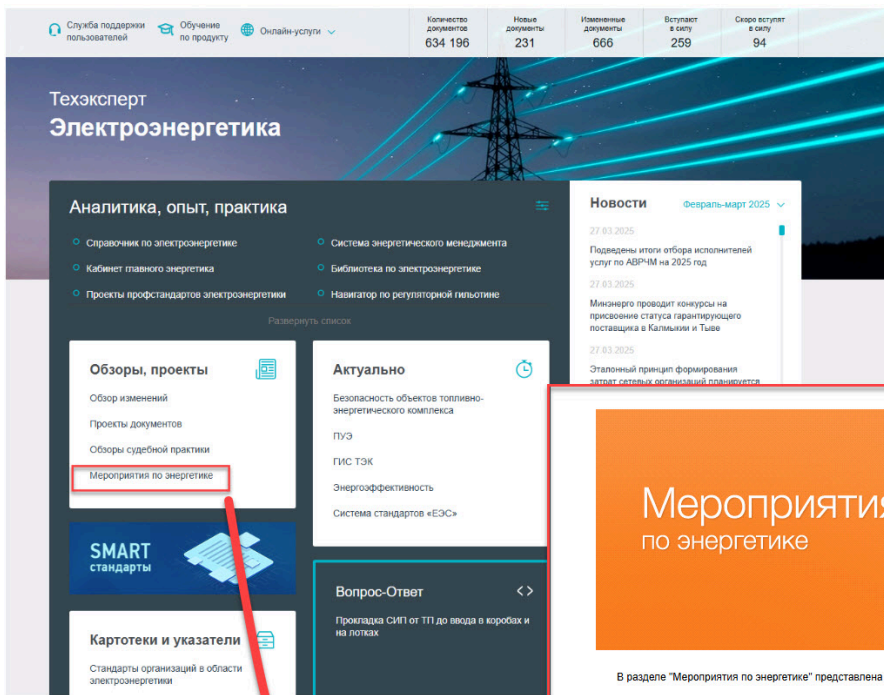 Служба поддержки
пользователей
Обучение
по продукту
Онлайн-услуги
Количество
документов
634 196
Новые
документы
231
Измененные
документы
666
Вступают
в силу
259
Скоро вступят
в силу
94
Техэксперт
Электроэнергетика
Аналитика, опыт, практика
Справочник по электроэнергетике
Система энергетического менеджмента
Кабинет главного энергетика
Библиотека по электроэнергетике
Проекты профстандартов электроэнергетики
Навигатор по регуляторной гильотине
Развернуть список
Новости
Февраль-март 2025
27.03.2025
Подведены итоги отбора исполнителей
услуг по АВРЧМ на 2025 год
27.03.2025
Минэнерго проводит конкурсы на
присвоение статуса гарантирующего
поставщика в Калмыкии и Тыве
27.03.2025
Эталонный принцип формирования
затрат сетевых организаций планируется
Обзоры, проекты
Обзор изменений
Проекты документов
Обзоры судебной практики
Мероприятия по энергетике
Актуально
Безопасность объектов топливно-
энергетического комплекса
ПУЭ
ГИС ТЭК
Энергоэффективность
Система стандартов «ЕЭС»
SMART
стандарты
Вопрос-Ответ
Прокладка СИП от ТП до ввода в коробах и
на лотках
Картотеки и указатели
Стандарты организаций в области
электроэнергетики
Мероприятия
по энергетике
В разделе "Мероприятия по энергетике" представлена